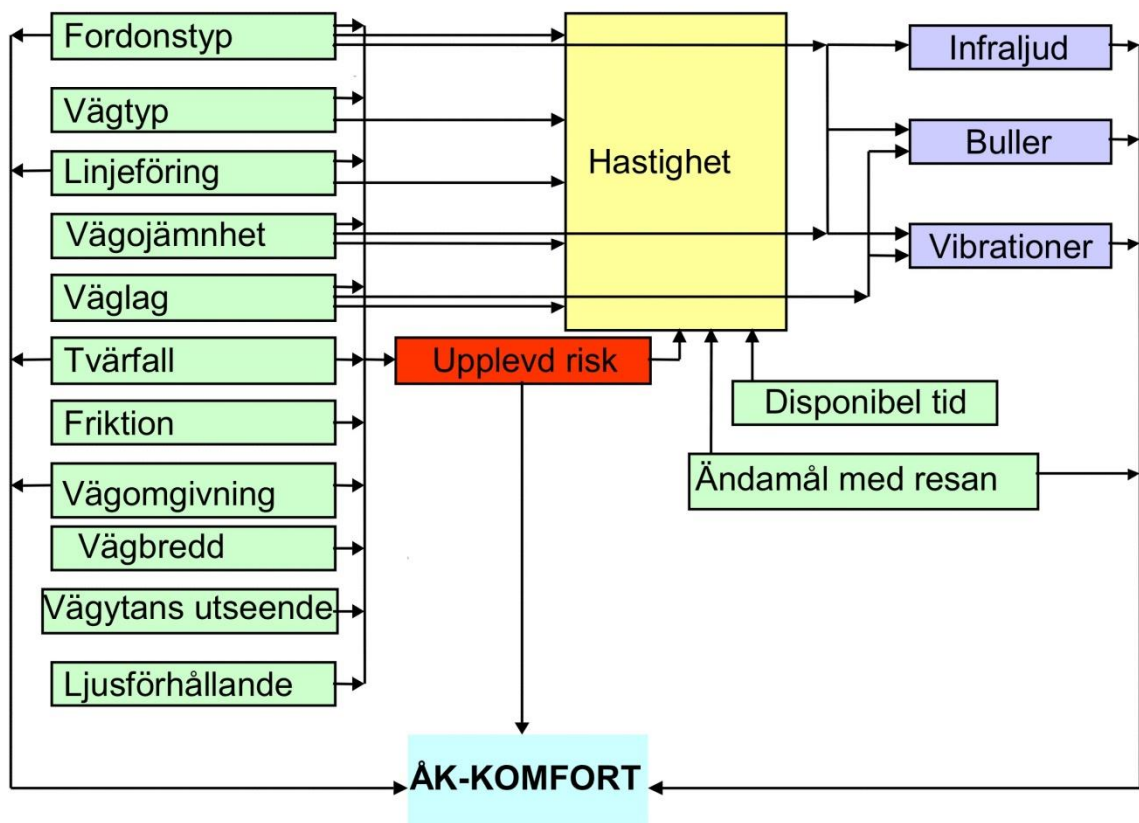 Fordonstyp
Vägtyp
Linjeföring
Vägojämnhet
Väglag
Tvärfall
Friktion
Vägomgivning
Vägbredd
Vägytans utseende
Ljusförhållande
Hastighet
Upplevd risk
Infraljud
Buller
Vibrationer
Disponibel tid
Ändamål med resan
ÅK-KOMFORT